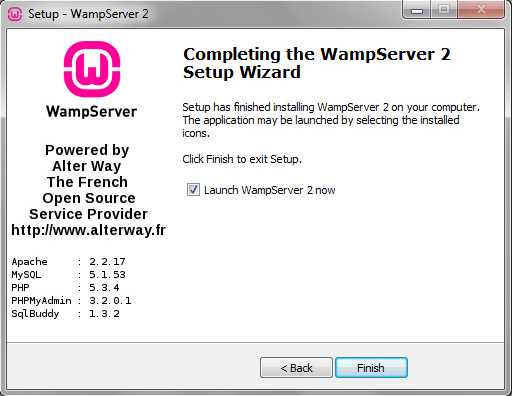 Setup - WampServer 2
WampServer
Powered by
Alter Way
The French
Open Source
Service Provider
http://www.alterway.fr
Apache : 2.2.17
MySQL : 5.1.53
PHP : 5.3.4
PHPMyAdmin : 3.2.0.1
SqlBuddy : 1.3.2
Completing the WampServer 2
Setup Wizard
Setup has finished installing WampServer 2 on your computer.
The application may be launched by selecting the installed
icons.
Click Finish to exit Setup.
Launch WampServer 2 now
< Back
Finish